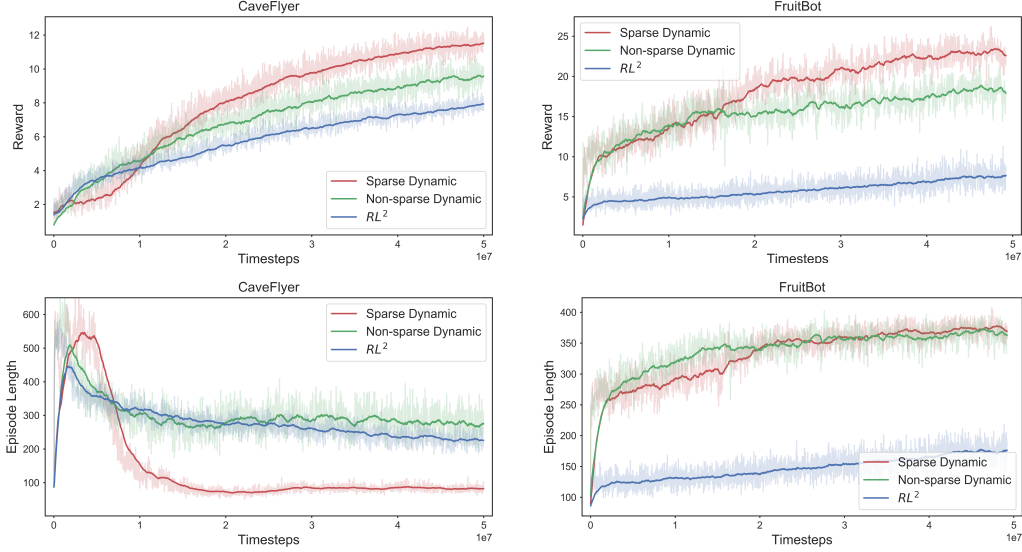 CaveFlyer
12
10
8
6
4
2
Reward
Sparse Dynamic
Non-sparse Dynamic
RL²
0 1 2 3 4 5
1e7
Timesteps
FruitBot
25
20
15
10
5
Reward
Sparse Dynamic
Non-sparse Dynamic
RL²
0 1 2 3 4 5
1e7
Timesteps
CaveFlyer
600
500
400
300
200
100
Episode Length
Sparse Dynamic
Non-sparse Dynamic
RL²
0 1 2 3 4 5
1e7
Timesteps
FruitBot
400
350
300
250
200
150
100
Episode Length
Sparse Dynamic
Non-sparse Dynamic
RL²
0 1 2 3 4 5
1e7
Timesteps